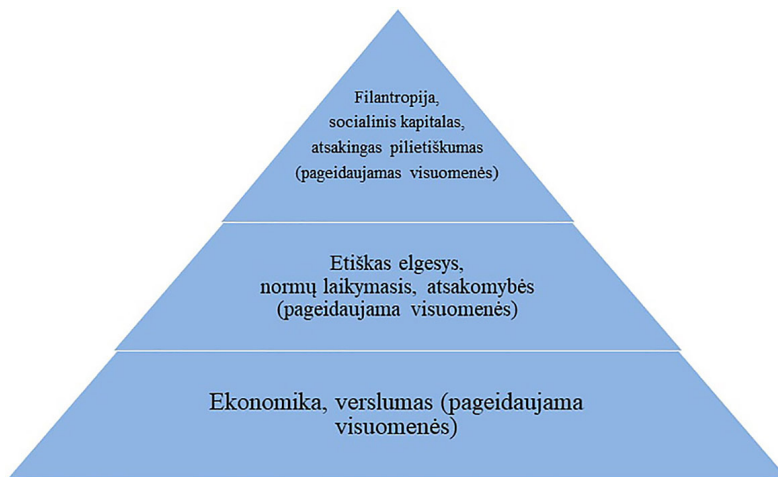 Filantropija,
socialinis kapitalas,
atsakingas pilietiškumas
(pageidaujamas visuomenės)
Etiškas elgesys,
normų laikymasis, atsakomybės
(pageidaujama visuomenės)
Ekonomika, verslumas (pageidaujama
visuomenės)